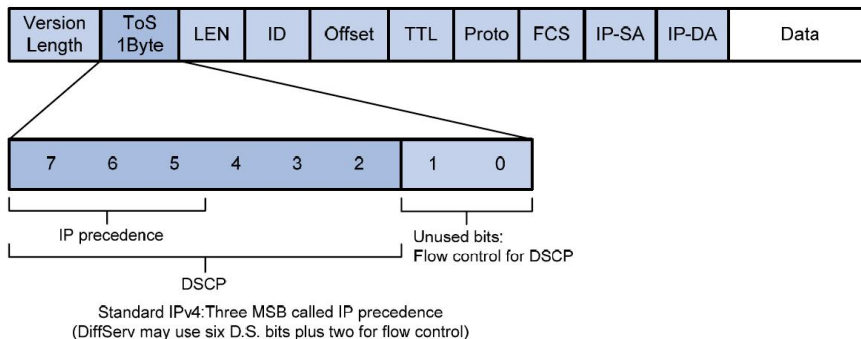 Version Length ToS 1Byte LEN ID Offset TTL Proto FCS IP-SA IP-DA Data
7 6 5 4 3 2 1 0
IP precedence
Unused bits:
Flow control for DSCP
DSCP
Standard IPv4:Three MSB called IP precedence
(DiffServ may use six D.S. bits plus two for flow control)